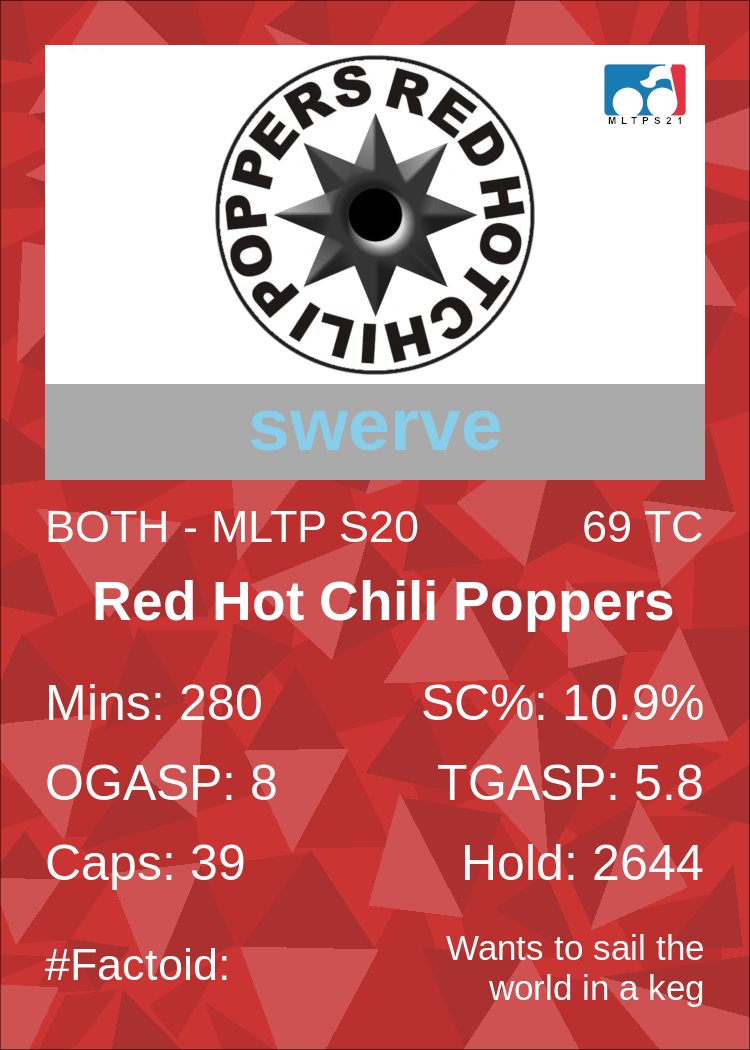 RED HOT CHILI POPPERS
MLTPS21
swerve
BOTH - MLTP S20 69 TC
Red Hot Chili Poppers
Mins: 280 SC%: 10.9%
OGASP: 8 TGASP: 5.8
Caps: 39 Hold: 2644
#Factoid: Wants to sail the
world in a keg